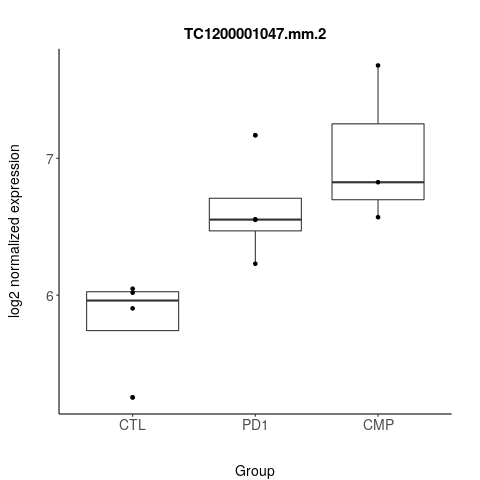 TC1200001047.mm.2
log2 normalized expression
7
6
CTL PD1 CMP
Group